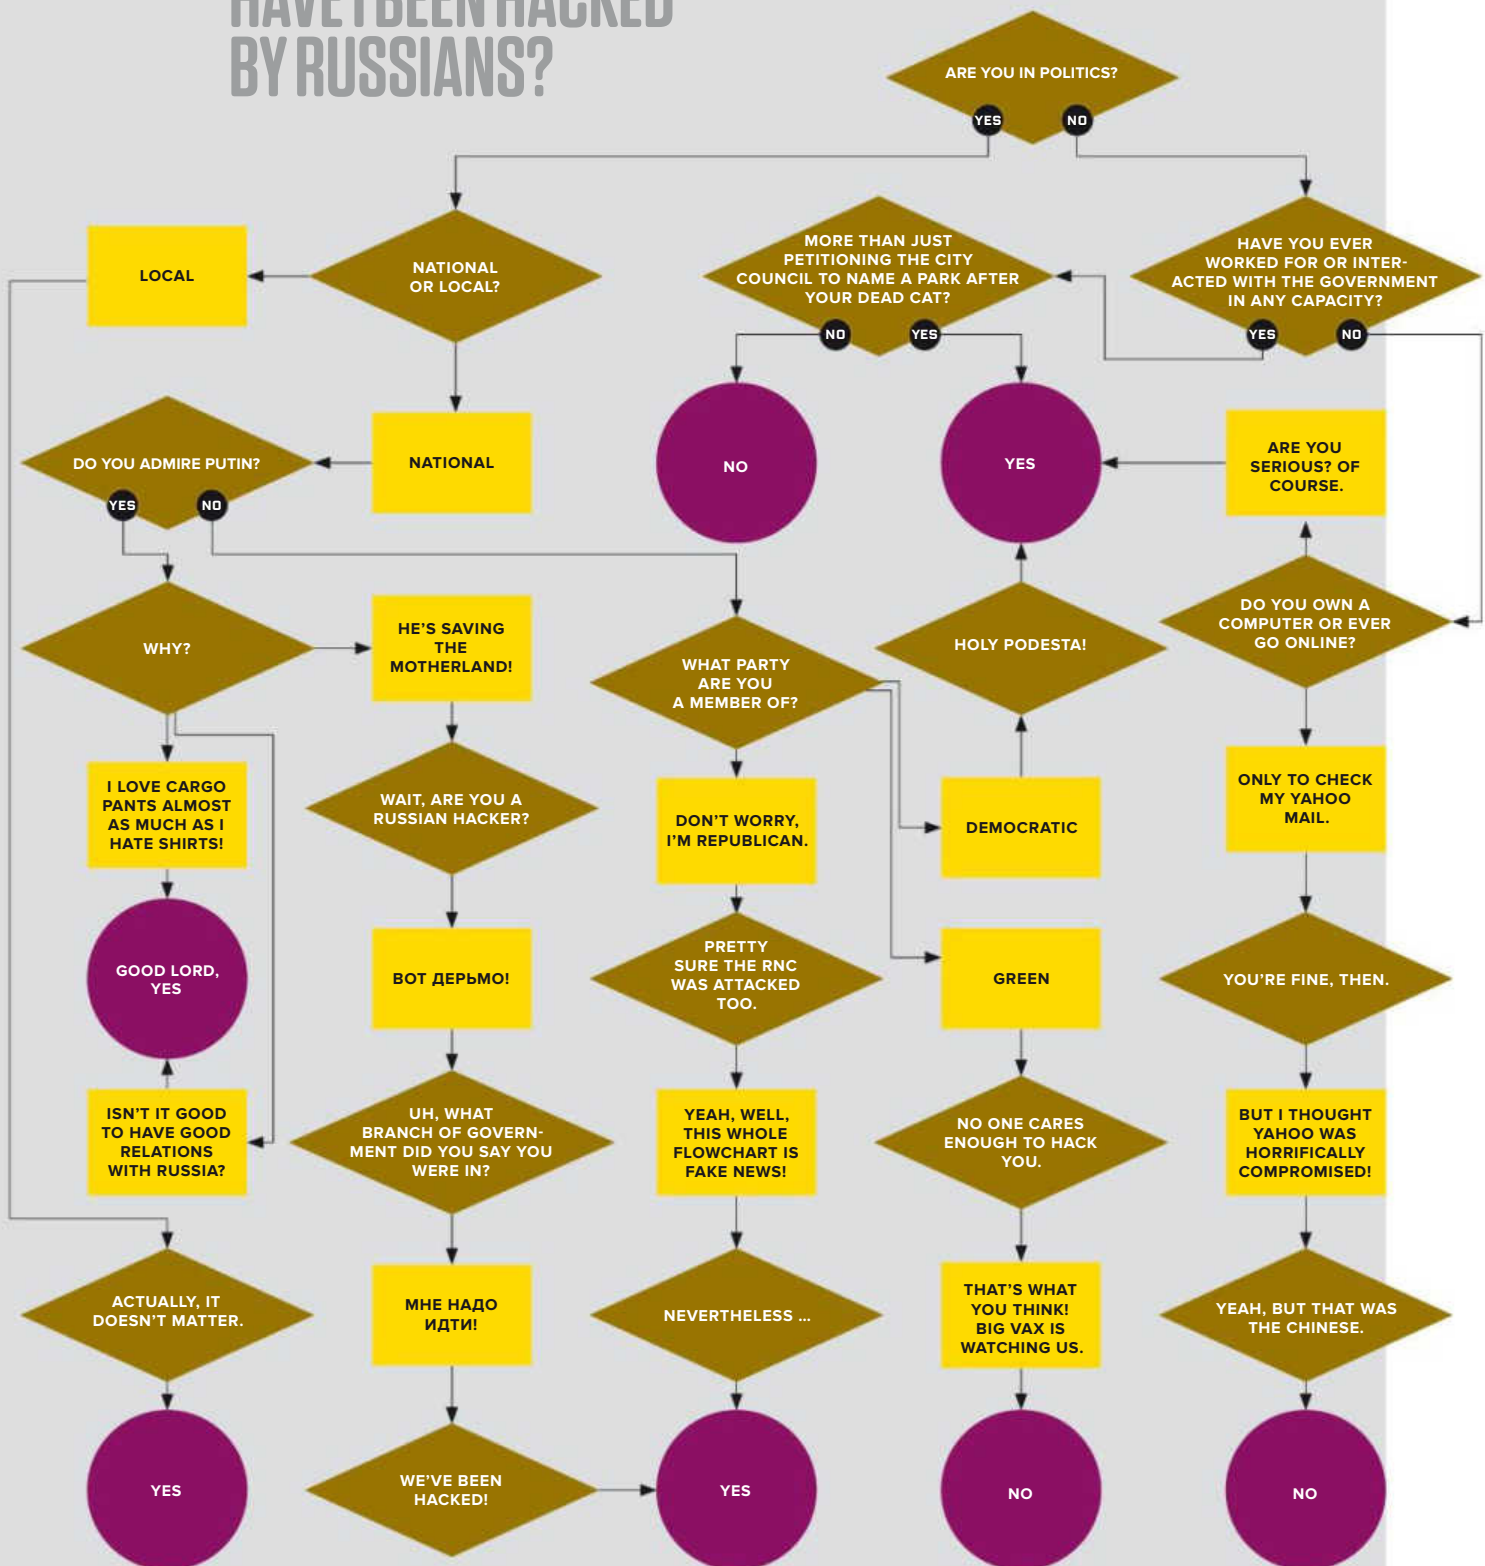 HAVE I BEEN HACKED
BY RUSSIANS?
ARE YOU IN POLITICS?
YES
NO
LOCAL
NATIONAL
OR LOCAL?
MORE THAN JUST
PETITIONING THE CITY
COUNCIL TO NAME A PARK AFTER
YOUR DEAD CAT?
NO
YES
HAVE YOU EVER
WORKED FOR OR INTER-
ACTED WITH THE GOVERNMENT
IN ANY CAPACITY?
YES
NO
DO YOU ADMIRE PUTIN?
YES
NO
NATIONAL
NO
YES
ARE YOU
SERIOUS? OF
COURSE.
WHY?
HE'S SAVING
THE
MOTHERLAND!
WHAT PARTY
ARE YOU
A MEMBER OF?
HOLY PODESTA!
DO YOU OWN A
COMPUTER OR EVER
GO ONLINE?
I LOVE CARGO
PANTS ALMOST
AS MUCH AS I
HATE SHIRTS!
WAIT, ARE YOU A
RUSSIAN HACKER?
DON'T WORRY,
I'M REPUBLICAN.
DEMOCRATIC
ONLY TO CHECK
MY YAHOO
MAIL.
GOOD LORD,
YES
ВОТ ДЕРЬМО!
PRETTY
SURE THE RNC
WAS ATTACKED
TOO.
GREEN
YOU'RE FINE, THEN.
ISN'T IT GOOD
TO HAVE GOOD
RELATIONS
WITH RUSSIA?
UH, WHAT
BRANCH OF GOVERN-
MENT DID YOU SAY YOU
WERE IN?
YEAH, WELL,
THIS WHOLE
FLOWCHART IS
FAKE NEWS!
NO ONE CARES
ENOUGH TO HACK
YOU.
BUT I THOUGHT
YAHOO WAS
HORRIFICALLY
COMPROMISED!
ACTUALLY, IT
DOESN'T MATTER.
МНЕ НАДО
ИДТИ!
NEVERTHELESS ...
THAT'S WHAT
YOU THINK!
BIG VAX IS
WATCHING US.
YEAH, BUT THAT WAS
THE CHINESE.
YES
WE'VE BEEN
HACKED!
YES
NO
NO